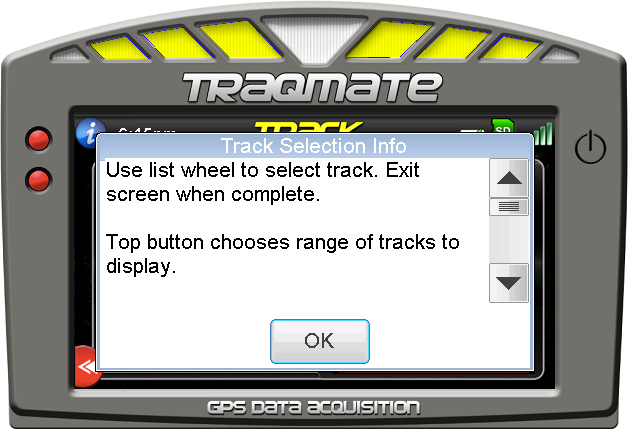 TRAQMATE
TRACK
SD
Track Selection Info
Use list wheel to select track. Exit
screen when complete.
Top button chooses range of tracks to
display.
OK
GPS DATA ACQUISITION